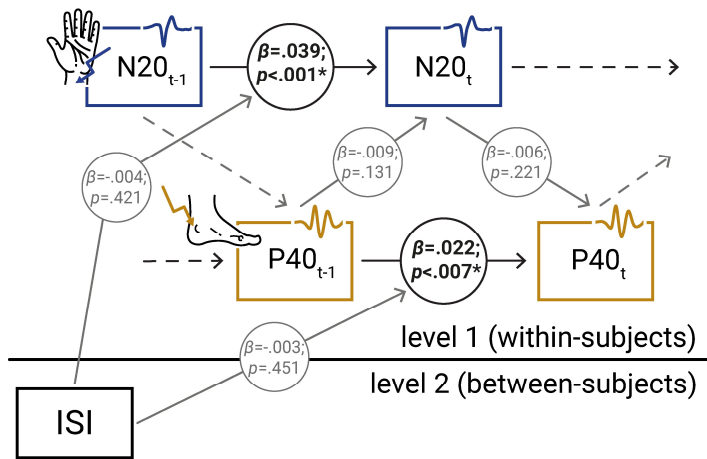 N20t-1
β=.039;
p<.001*
N20t
β=-.004;
p=.421
β=-.009;
p=.131
β=-.006;
p=.221
P40t-1
β=.022;
p<.007*
P40t
level 1 (within-subjects)
β=-.003;
p=.451
level 2 (between-subjects)
ISI